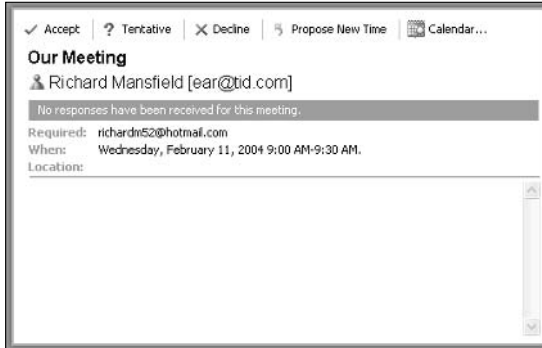 Accept Tentative Decline Propose New Time Calendar...
Our Meeting
Richard Mansfield [ear@tid.com]
No responses have been received for this meeting.
Required: richardm52@hotmail.com
When: Wednesday, February 11, 2004 9:00 AM-9:30 AM.
Location: